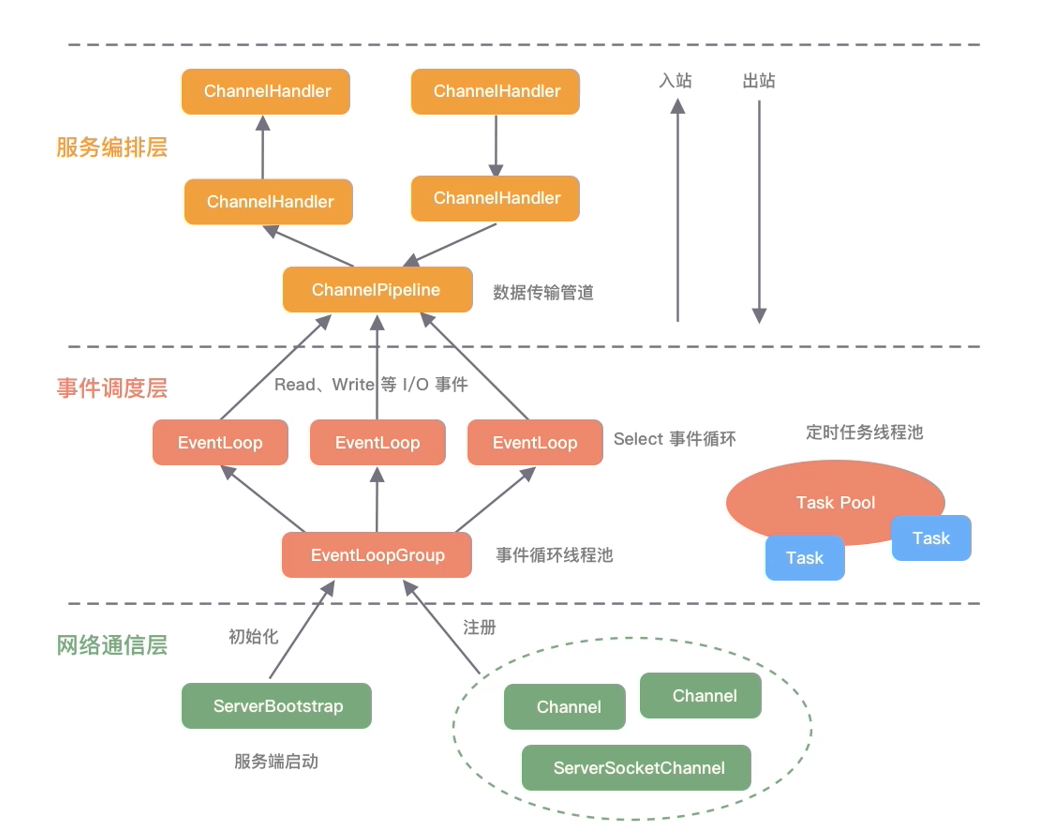 入站
出站
ChannelHandler
ChannelHandler
服务编排层
ChannelHandler
ChannelHandler
ChannelPipeline
数据传输管道
事件调度层
Read、Write 等 I/O 事件
EventLoop
EventLoop
EventLoop
Select 事件循环
定时任务线程池
Task Pool
Task
Task
EventLoopGroup
事件循环线程池
网络通信层
初始化
注册
ServerBootstrap
服务端启动
Channel
Channel
ServerSocketChannel